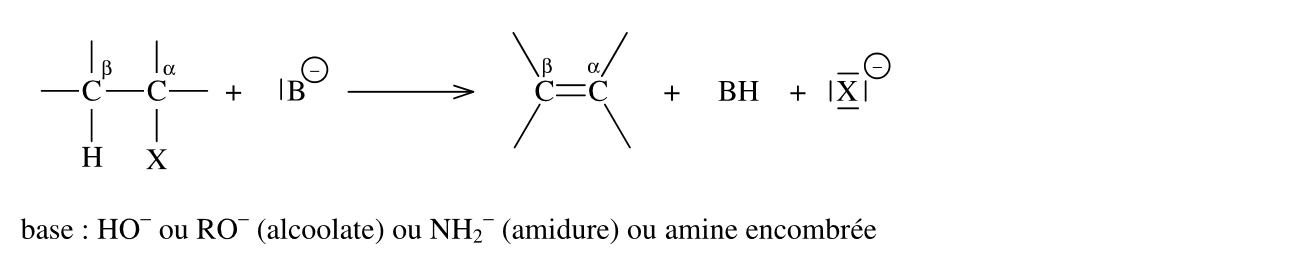 β α β α
C C + |B⁻ C=C + BH + |X|⁻
H X
base : HO⁻ ou RO⁻ (alcoolate) ou NH₂⁻ (amidure) ou amine encombrée